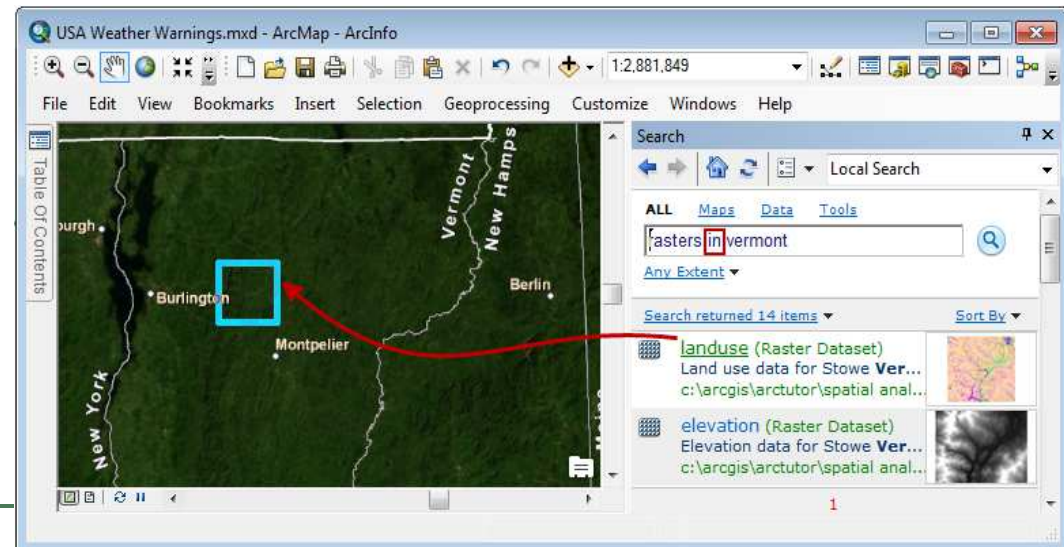 USA Weather Warnings.mxd - ArcMap - ArcInfo
1:2,881,849
File Edit View Bookmarks Insert Selection Geoprocessing Customize Windows Help
Table Of Contents
burgh
Burlington
Montpelier
Berlin
Vermont
New Hamps
New York
Maine
Search
Local Search
ALL Maps Data Tools
rasters in vermont
Any Extent
Search returned 14 items Sort By
landuse (Raster Dataset)
Land use data for Stowe Ver...
c:\arcgis\arctutor\spatial anal...
elevation (Raster Dataset)
Elevation data for Stowe Ver...
c:\arcgis\arctutor\spatial anal...
1